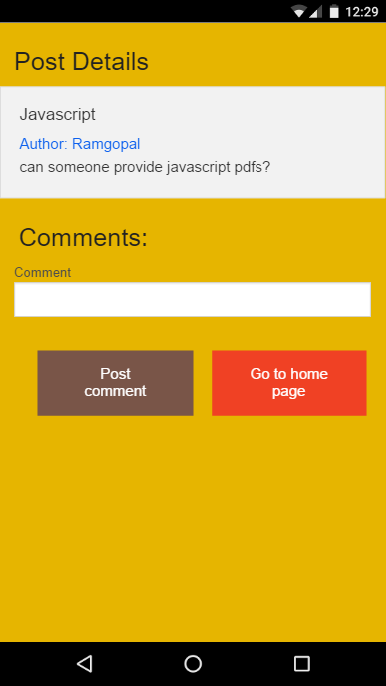 12:29
Post Details
Javascript
Author: Ramgopal
can someone provide javascript pdfs?
Comments:
Comment
Post
comment
Go to home
page